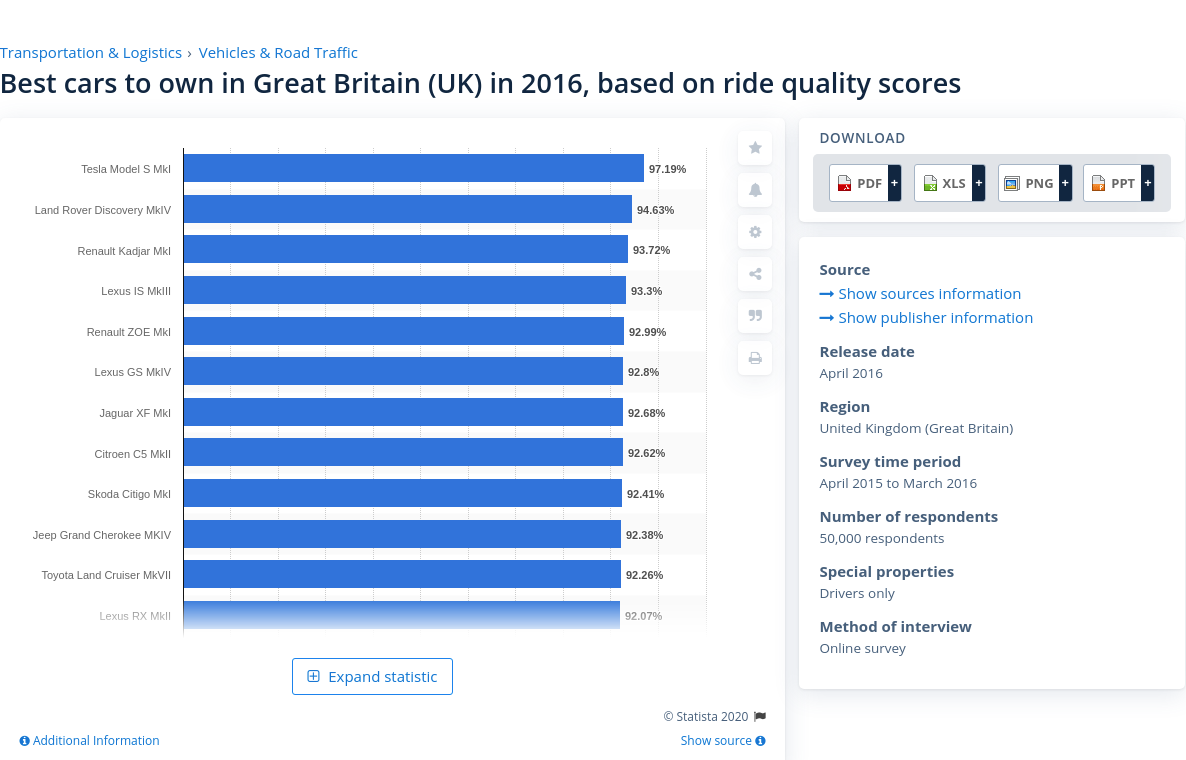 Transportation & Logistics › Vehicles & Road Traffic
Best cars to own in Great Britain (UK) in 2016, based on ride quality scores
Tesla Model S MkI 97.19%
Land Rover Discovery MkIV 94.63%
Renault Kadjar MkI 93.72%
Lexus IS MkIII 93.3%
Renault ZOE MkI 92.99%
Lexus GS MkIV 92.8%
Jaguar XF MkI 92.68%
Citroen C5 MkII 92.62%
Skoda Citigo MkI 92.41%
Jeep Grand Cherokee MKIV 92.38%
Toyota Land Cruiser MkVII 92.26%
Lexus RX MkII 92.07%
Expand statistic
© Statista 2020
Additional Information
Show source
DOWNLOAD
PDF + XLS + PNG + PPT +
Source
Show sources information
Show publisher information
Release date
April 2016
Region
United Kingdom (Great Britain)
Survey time period
April 2015 to March 2016
Number of respondents
50,000 respondents
Special properties
Drivers only
Method of interview
Online survey